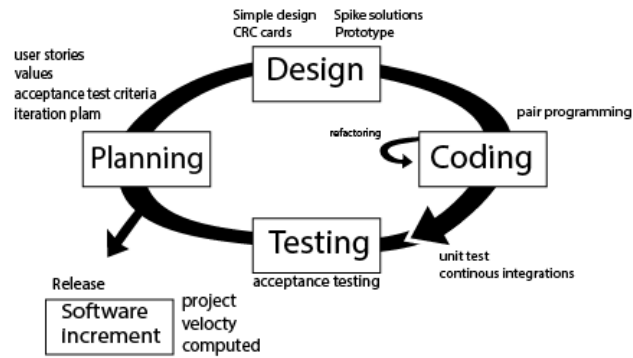 Simple design
CRC cards
Spike solutions
Prototype
Design
user stories
values
acceptance test criteria
iteration plam
Planning
pair programming
refactoring
Coding
Testing
acceptance testing
unit test
continous integrations
Release
Software
increment
project
velocty
computed